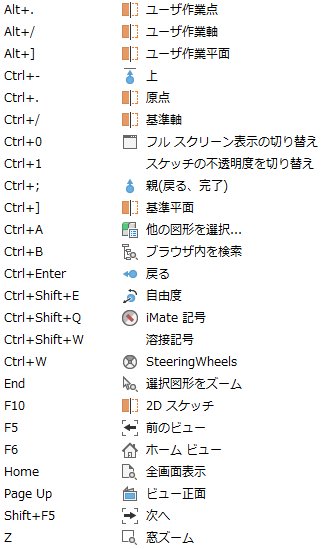 Alt+. ユーザ作業点
Alt+/ ユーザ作業軸
Alt+] ユーザ作業平面
Ctrl+- 上
Ctrl+. 原点
Ctrl+/ 基準軸
Ctrl+0 フル スクリーン表示の切り替え
Ctrl+1 スケッチの不透明度を切り替え
Ctrl+; 親(戻る、完了)
Ctrl+] 基準平面
Ctrl+A 他の図形を選択...
Ctrl+B ブラウザ内を検索
Ctrl+Enter 戻る
Ctrl+Shift+E 自由度
Ctrl+Shift+Q iMate 記号
Ctrl+Shift+W 溶接記号
Ctrl+W SteeringWheels
End 選択図形をズーム
F10 2D スケッチ
F5 前のビュー
F6 ホーム ビュー
Home 全画面表示
Page Up ビュー正面
Shift+F5 次へ
Z 窓ズーム